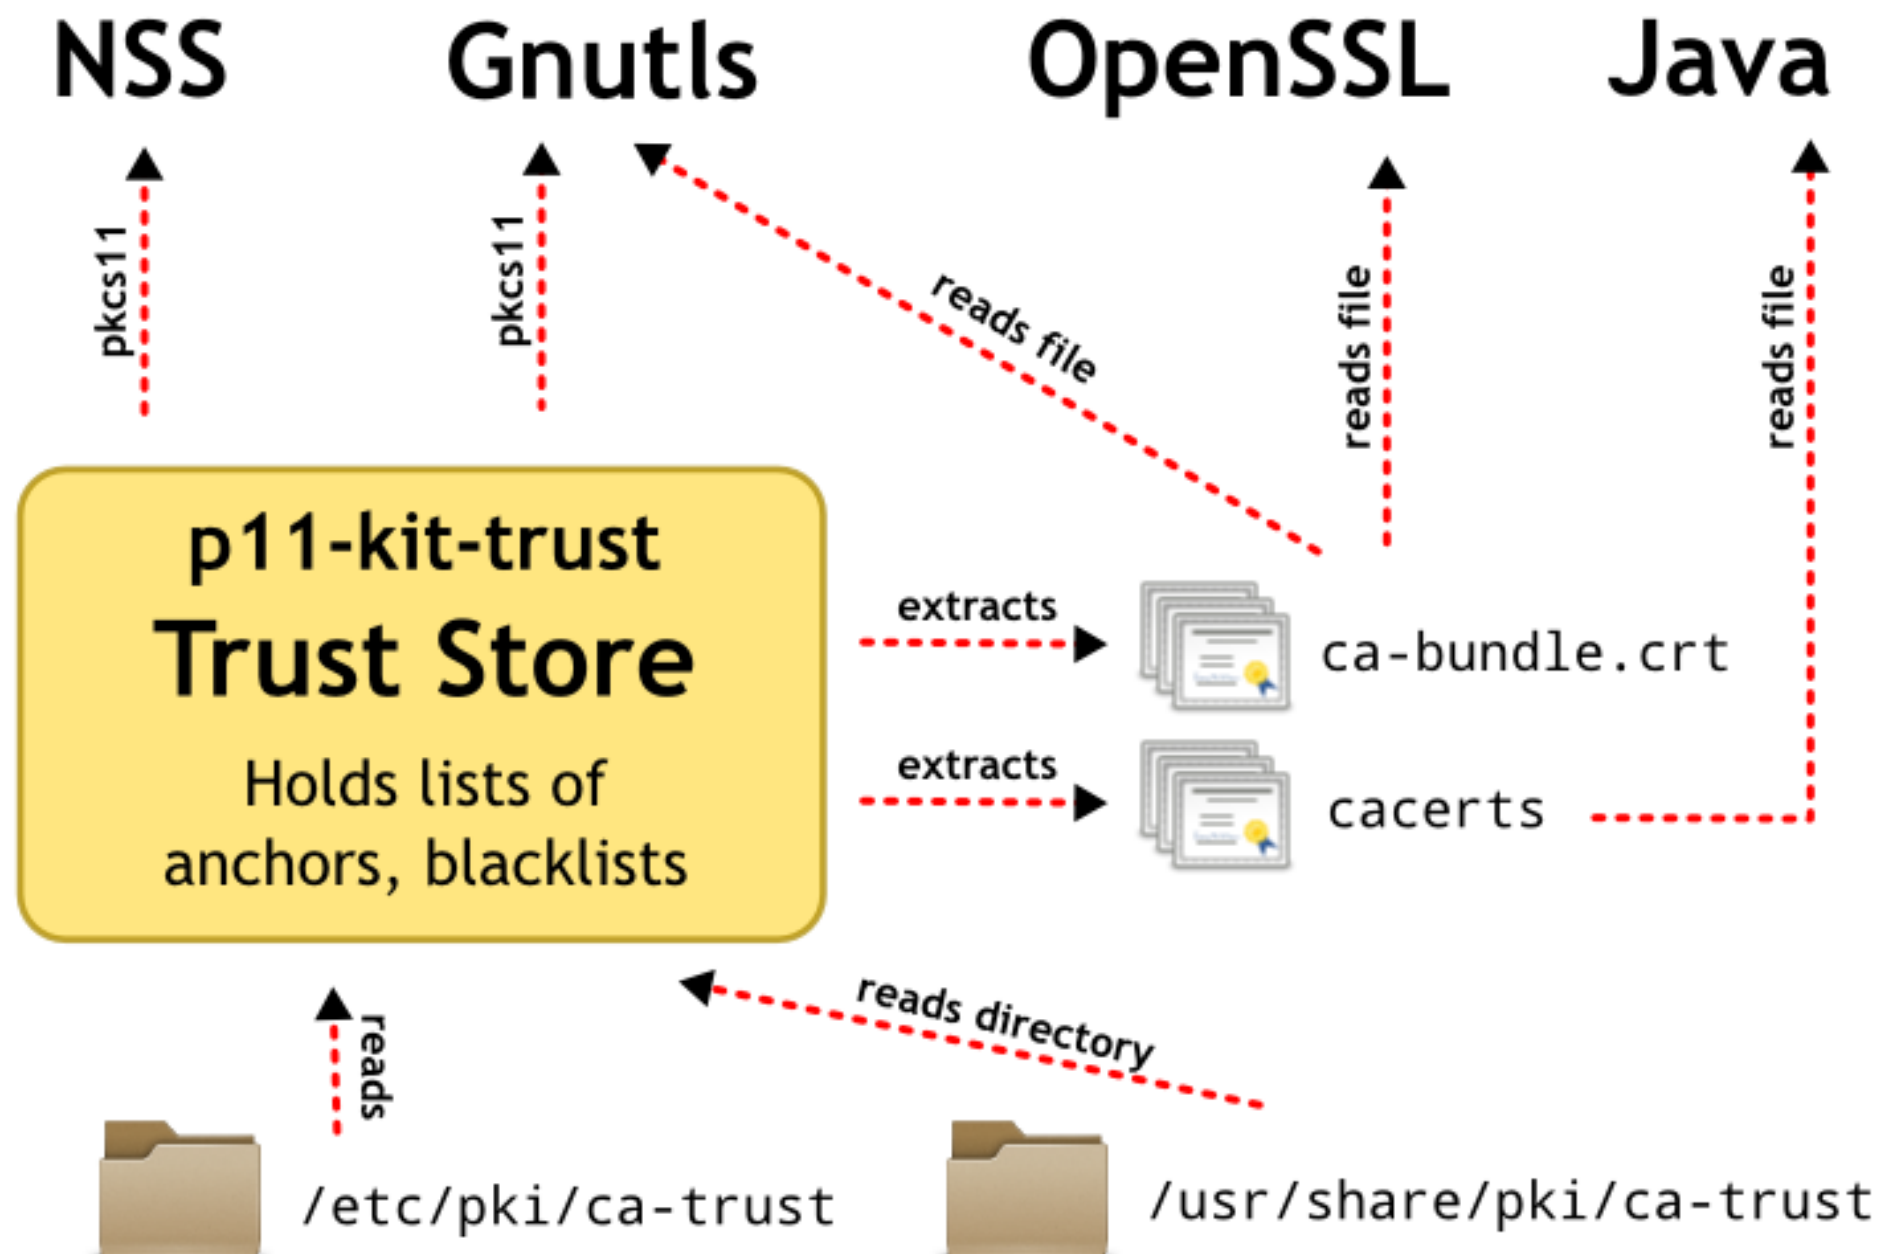 NSS
Gnutls
OpenSSL
Java
pkcs11
pkcs11
reads file
reads file
reads file
p11-kit-trust
Trust Store
Holds lists of
anchors, blacklists
extracts
ca-bundle.crt
extracts
cacerts
reads
reads directory
/etc/pki/ca-trust
/usr/share/pki/ca-trust